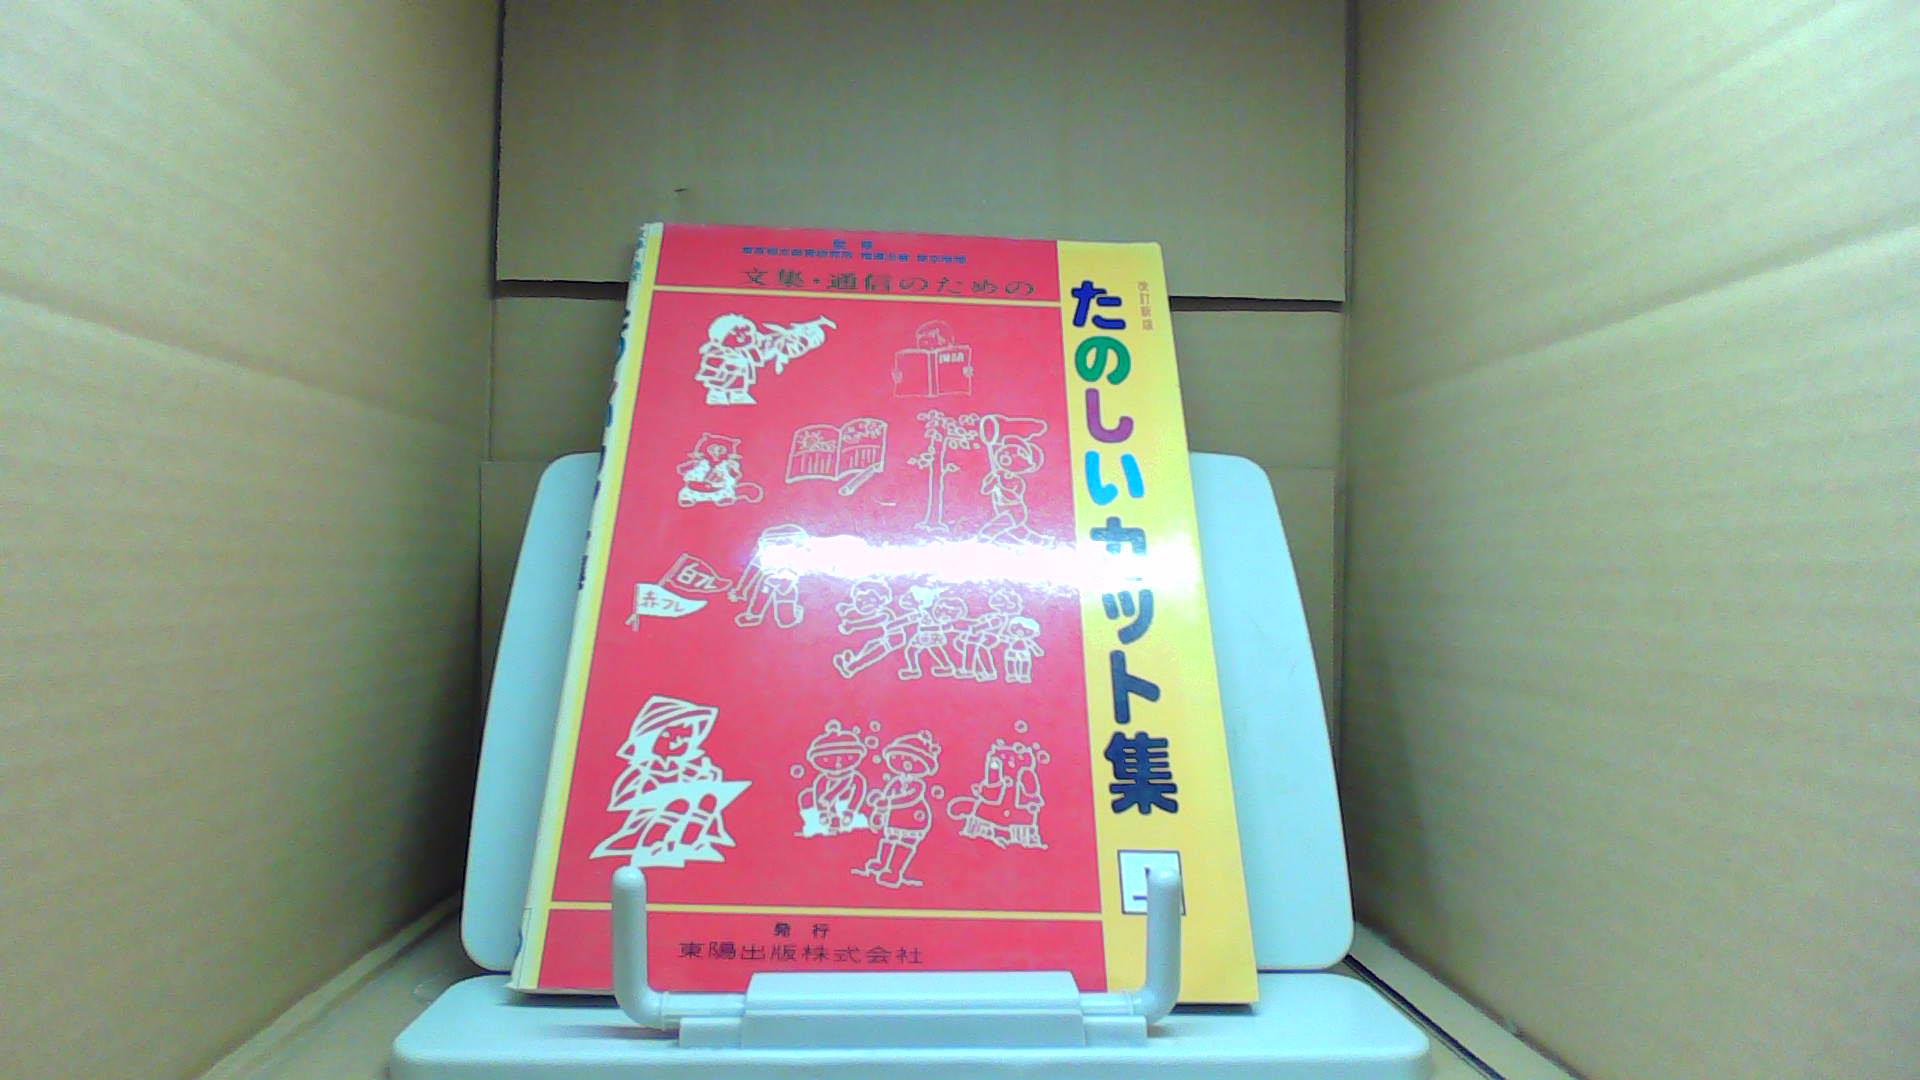 監修
文集・通信のための
改訂新版
たのしいカット集
白フレ
赤フレ
発行
東陽出版株式会社